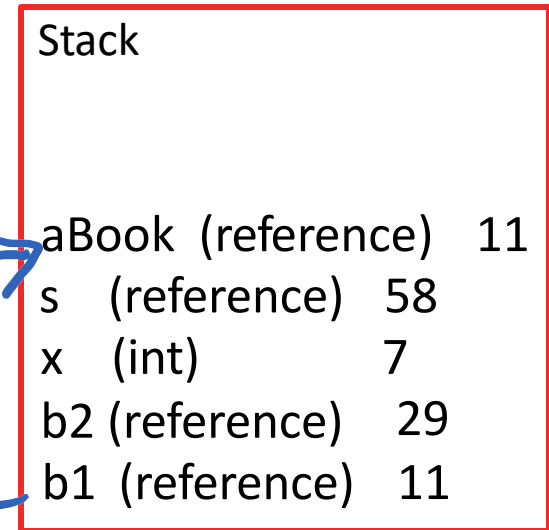 Stack
aBook (reference) 11
s (reference) 58
x (int) 7
b2 (reference) 29
b1 (reference) 11